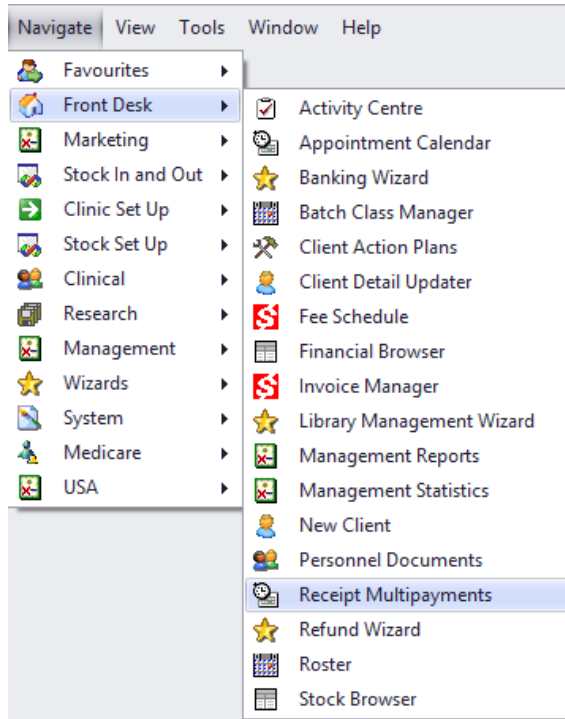 Navigate View Tools Window Help
Favourites
Front Desk
Marketing
Stock In and Out
Clinic Set Up
Stock Set Up
Clinical
Research
Management
Wizards
System
Medicare
USA
Activity Centre
Appointment Calendar
Banking Wizard
Batch Class Manager
Client Action Plans
Client Detail Updater
Fee Schedule
Financial Browser
Invoice Manager
Library Management Wizard
Management Reports
Management Statistics
New Client
Personnel Documents
Receipt Multipayments
Refund Wizard
Roster
Stock Browser